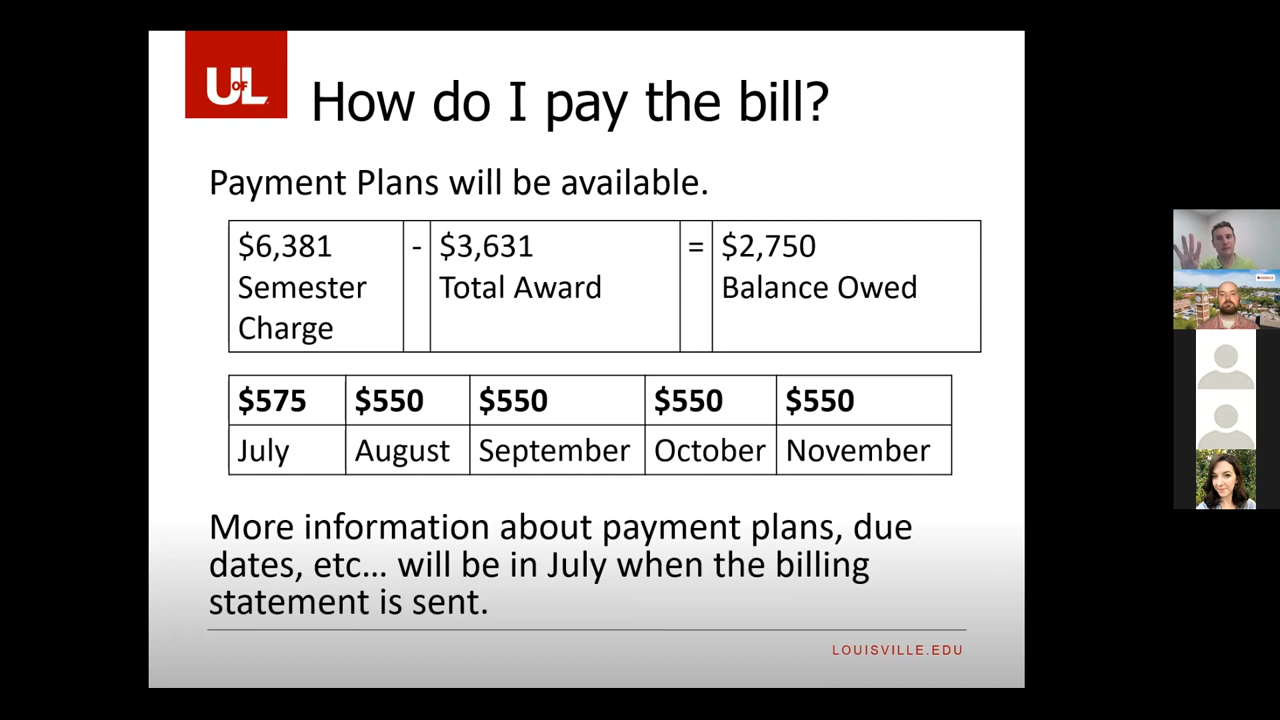 UofL
How do I pay the bill?
Payment Plans will be available.
$6,381 - $3,631 = $2,750
Semester Total Award Balance Owed
Charge
$575 $550 $550 $550 $550
July August September October November
More information about payment plans, due
dates, etc... will be in July when the billing
statement is sent.
LOUISVILLE.EDU